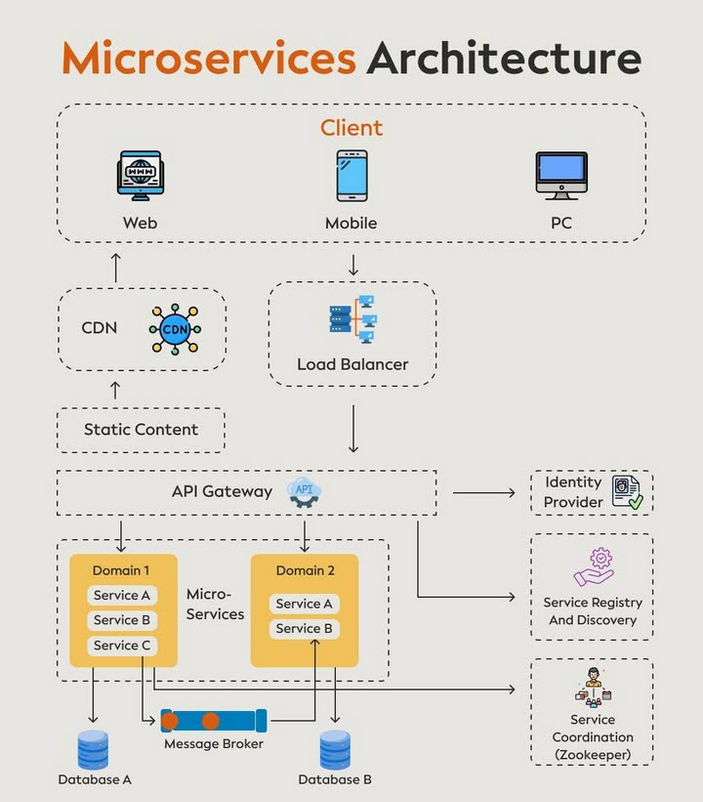 Microservices Architecture
Client
www
Web
Mobile
PC
CDN
CDN
Load Balancer
Static Content
API Gateway
API
Identity
Provider
Domain 1
Service A
Service B
Service C
Micro-
Services
Domain 2
Service A
Service B
Service Registry
And Discovery
Message Broker
Service
Coordination
(Zookeeper)
Database A
Database B